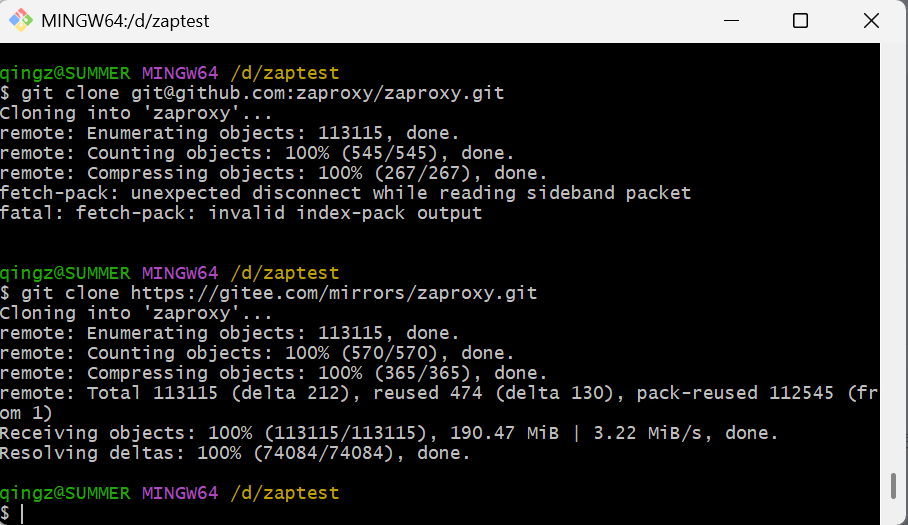 MINGW64:/d/zaptest
qingz@SUMMER MINGW64 /d/zaptest
$ git clone git@github.com:zaproxy/zaproxy.git
Cloning into 'zaproxy'...
remote: Enumerating objects: 113115, done.
remote: Counting objects: 100% (545/545), done.
remote: Compressing objects: 100% (267/267), done.
fetch-pack: unexpected disconnect while reading sideband packet
fatal: fetch-pack: invalid index-pack output
qingz@SUMMER MINGW64 /d/zaptest
$ git clone https://gitee.com/mirrors/zaproxy.git
Cloning into 'zaproxy'...
remote: Enumerating objects: 113115, done.
remote: Counting objects: 100% (570/570), done.
remote: Compressing objects: 100% (365/365), done.
remote: Total 113115 (delta 212), reused 474 (delta 130), pack-reused 112545 (fr
om 1)
Receiving objects: 100% (113115/113115), 190.47 MiB | 3.22 MiB/s, done.
Resolving deltas: 100% (74084/74084), done.
qingz@SUMMER MINGW64 /d/zaptest
$